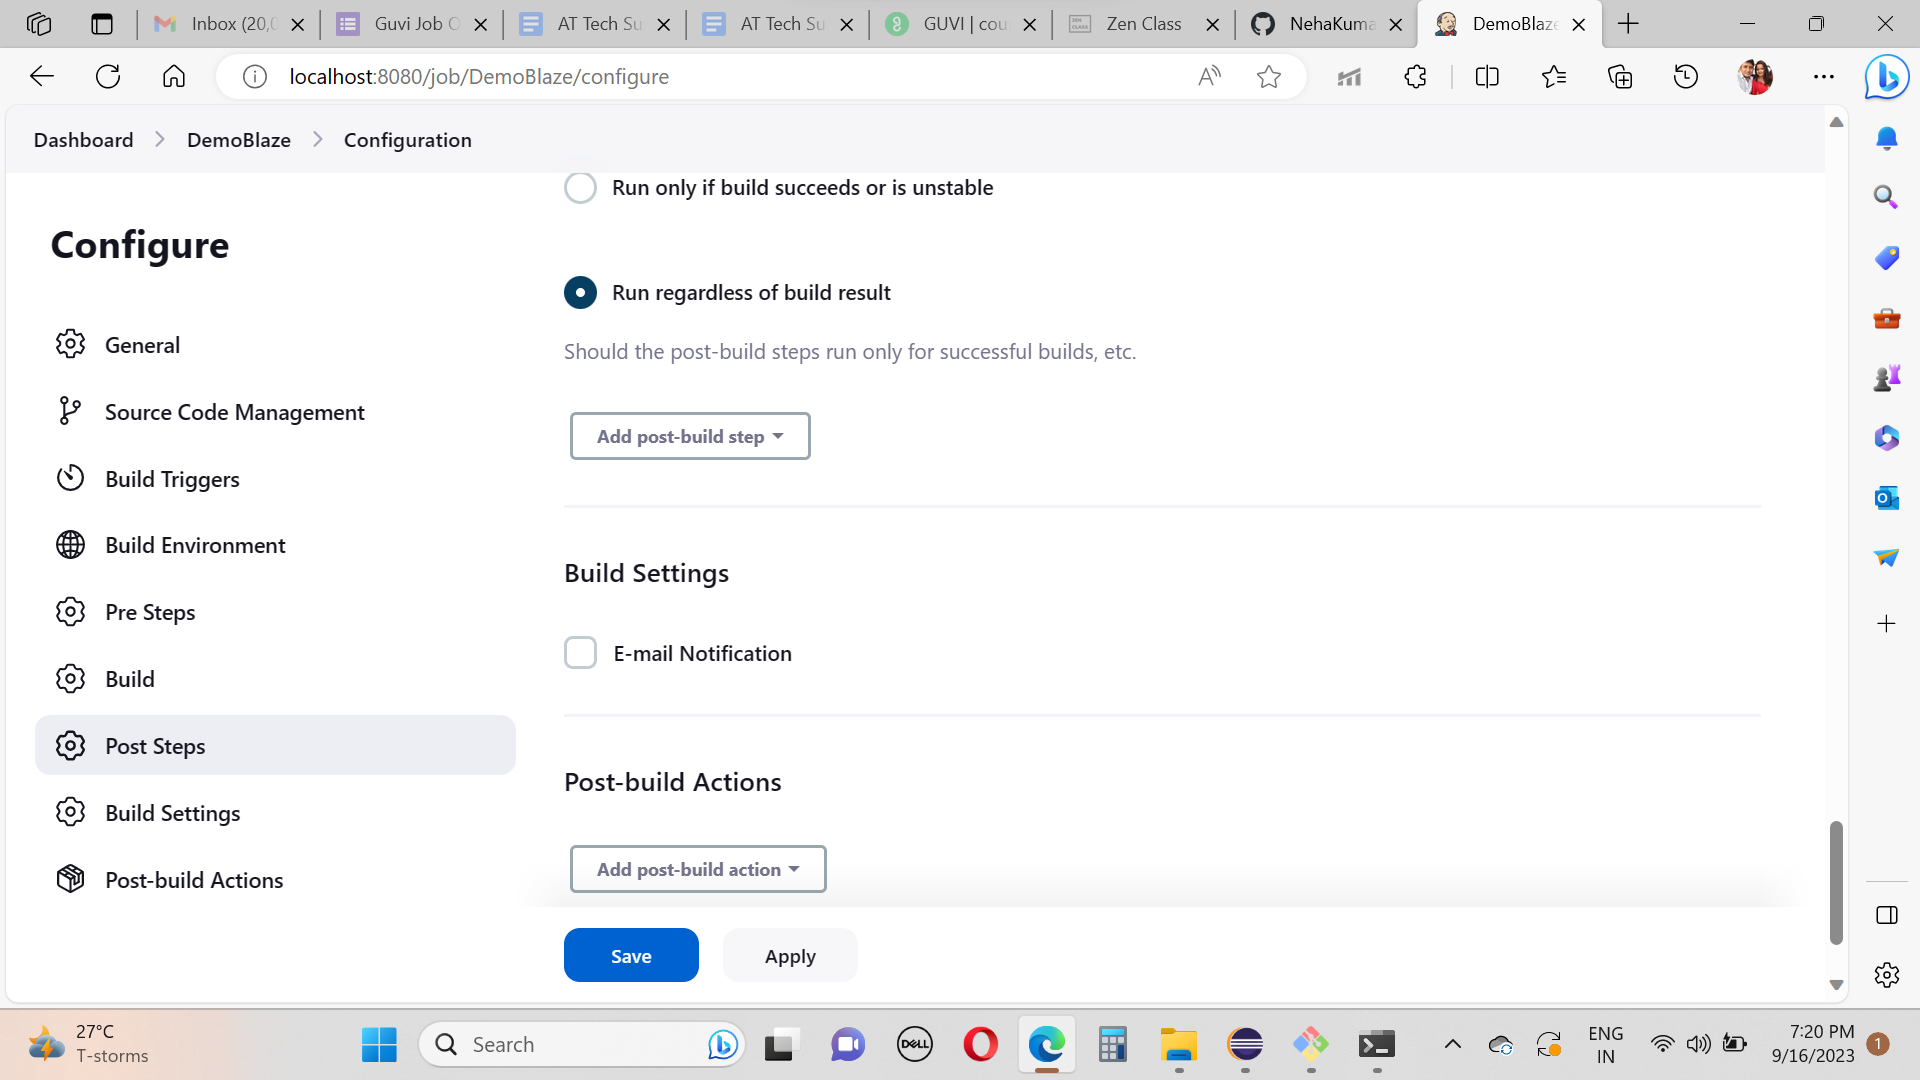 Inbox (20,0
Guvi Job O
AT Tech Su
AT Tech Su
GUVI | cou
Zen Class
NehaKuma
DemoBlaze
localhost:8080/job/DemoBlaze/configure
Dashboard
DemoBlaze
Configuration
Configure
General
Source Code Management
Build Triggers
Build Environment
Pre Steps
Build
Post Steps
Build Settings
Post-build Actions
Run only if build succeeds or is unstable
Run regardless of build result
Should the post-build steps run only for successful builds, etc.
Add post-build step
Build Settings
E-mail Notification
Post-build Actions
Add post-build action
Save
Apply
27°C
T-storms
Search
DELL
ENG
IN
7:20 PM
9/16/2023
1